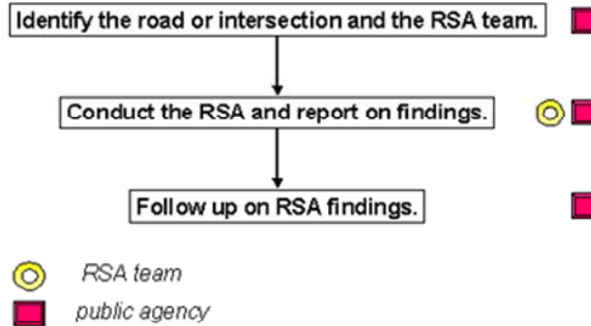 Identify the road or intersection and the RSA team.
Conduct the RSA and report on findings.
Follow up on RSA findings.
RSA team
public agency